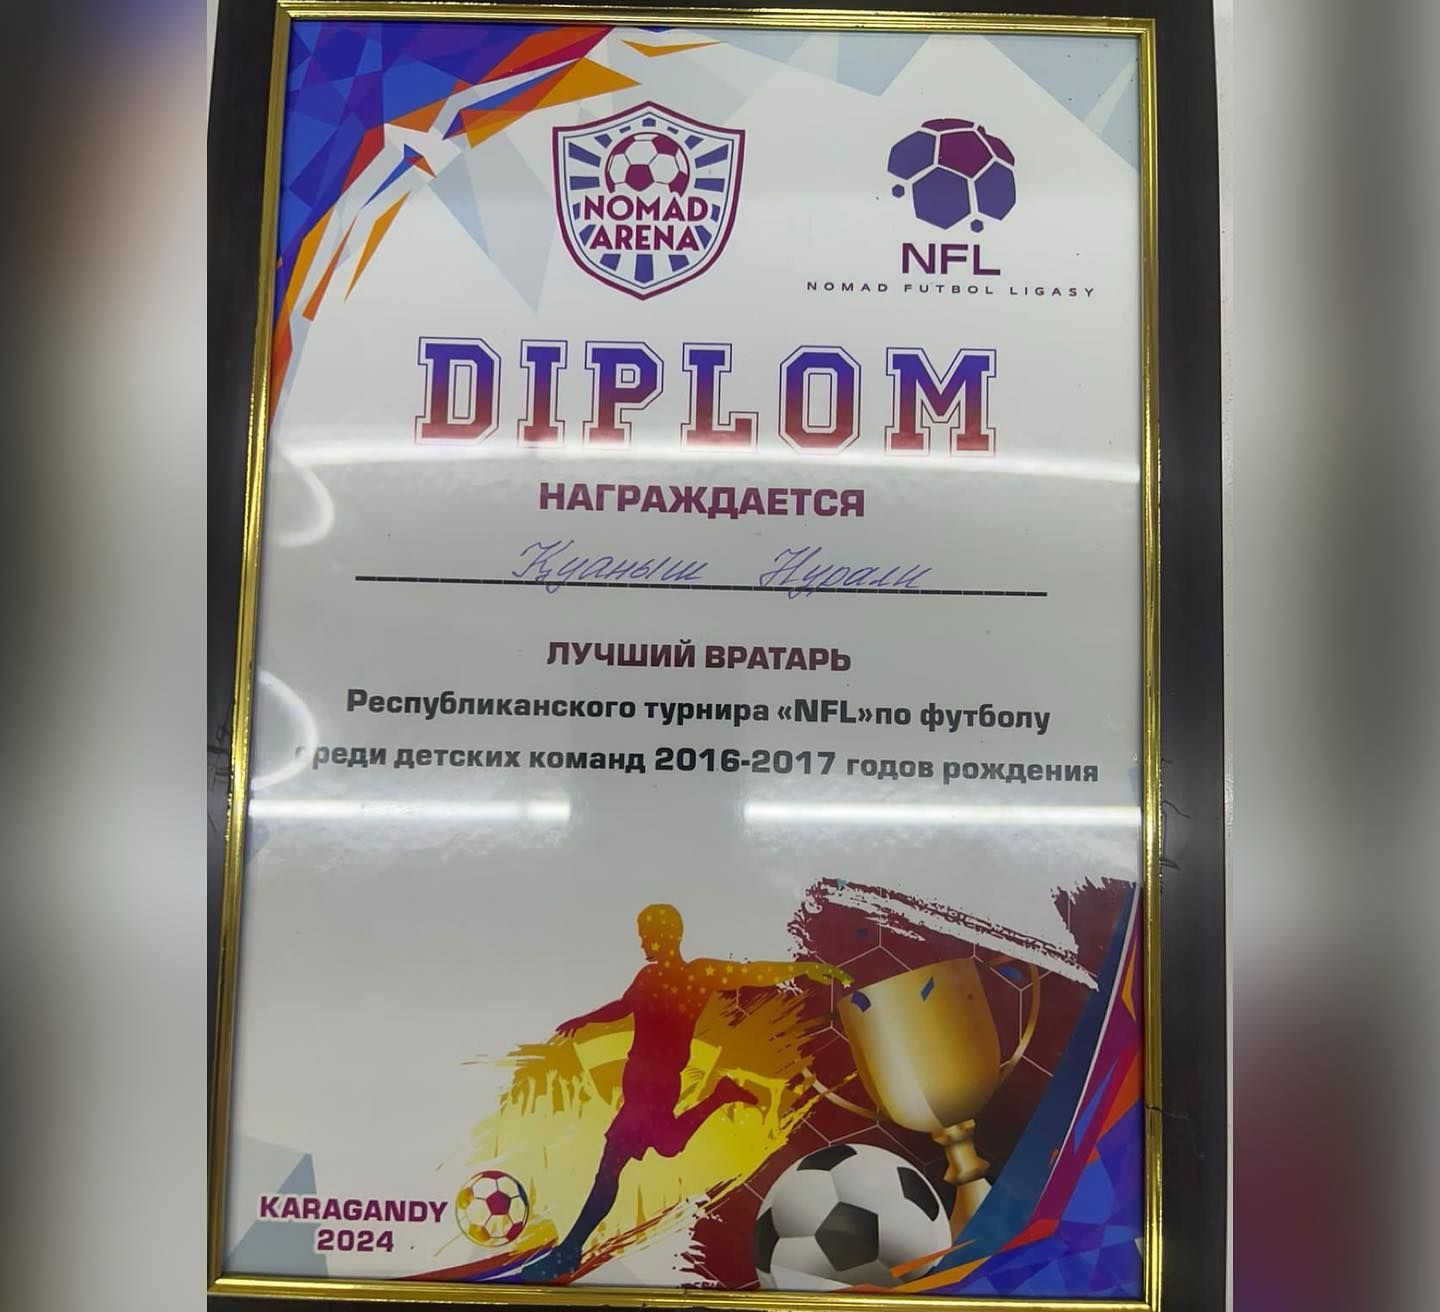 NOMAD
ARENA
NFL
NOMAD FUTBOL LIGASY
DIPLOM
НАГРАЖДАЕТСЯ
Қуаныш Нурали
ЛУЧШИЙ ВРАТАРЬ
Республиканского турнира «NFL»по футболу
среди детских команд 2016-2017 годов рождения
KARAGANDY
2024